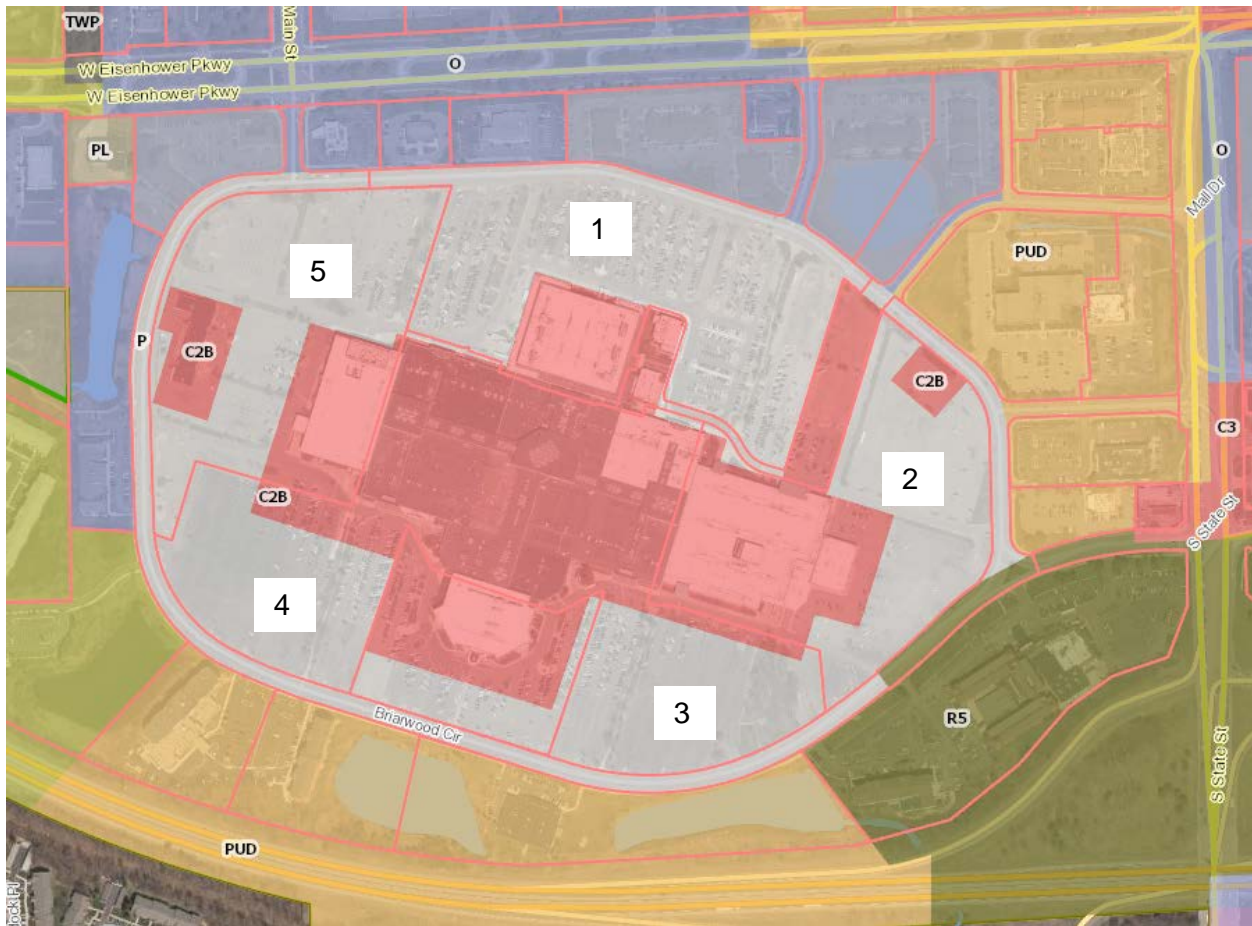 TWP
Main St
W Eisenhower Pkwy
O
W Eisenhower Pkwy
PL
O
Mall Dr
1
PUD
5
P
C2B
C2B
C3
2
C2B
S State St
4
3
Briarwood Cir
R5
S State St
PUD